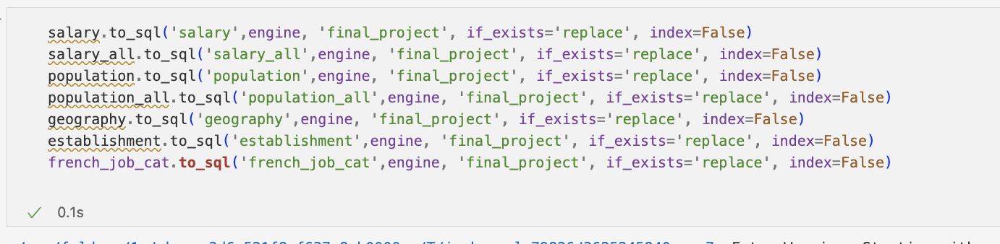 salary.to_sql('salary',engine, 'final_project', if_exists='replace', index=False)
salary_all.to_sql('salary_all',engine, 'final_project', if_exists='replace', index=False)
population.to_sql('population',engine, 'final_project', if_exists='replace', index=False)
population_all.to_sql('population_all',engine, 'final_project', if_exists='replace', index=False)
geography.to_sql('geography',engine, 'final_project', if_exists='replace', index=False)
establishment.to_sql('establishment',engine, 'final_project', if_exists='replace', index=False)
french_job_cat.to_sql('french_job_cat',engine, 'final_project', if_exists='replace', index=False)
0.1s